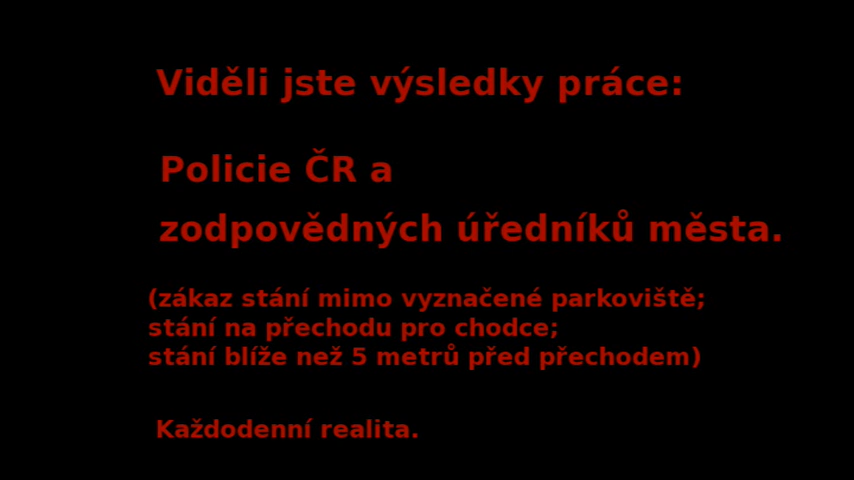 Viděli jste výsledky práce:
Policie ČR a
zodpovědných úředníků města.
(zákaz stání mimo vyznačené parkoviště;
stání na přechodu pro chodce;
stání blíže než 5 metrů před přechodem)
Každodenní realita.